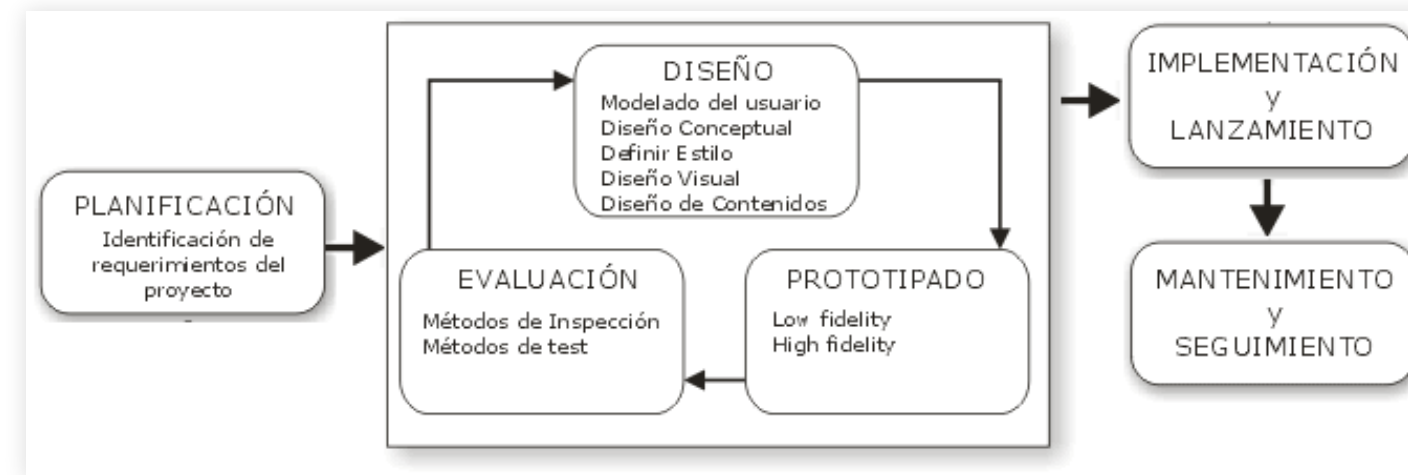 PLANIFICACIÓN
Identificación de
requerimientos del
proyecto
DISEÑO
Modelado del usuario
Diseño Conceptual
Definir Estilo
Diseño Visual
Diseño de Contenidos
PROTOTIPADO
Low fidelity
High fidelity
EVALUACIÓN
Métodos de Inspección
Métodos de test
IMPLEMENTACIÓN
y
LANZAMIENTO
MANTENIMIENTO
y
SEGUIMIENTO